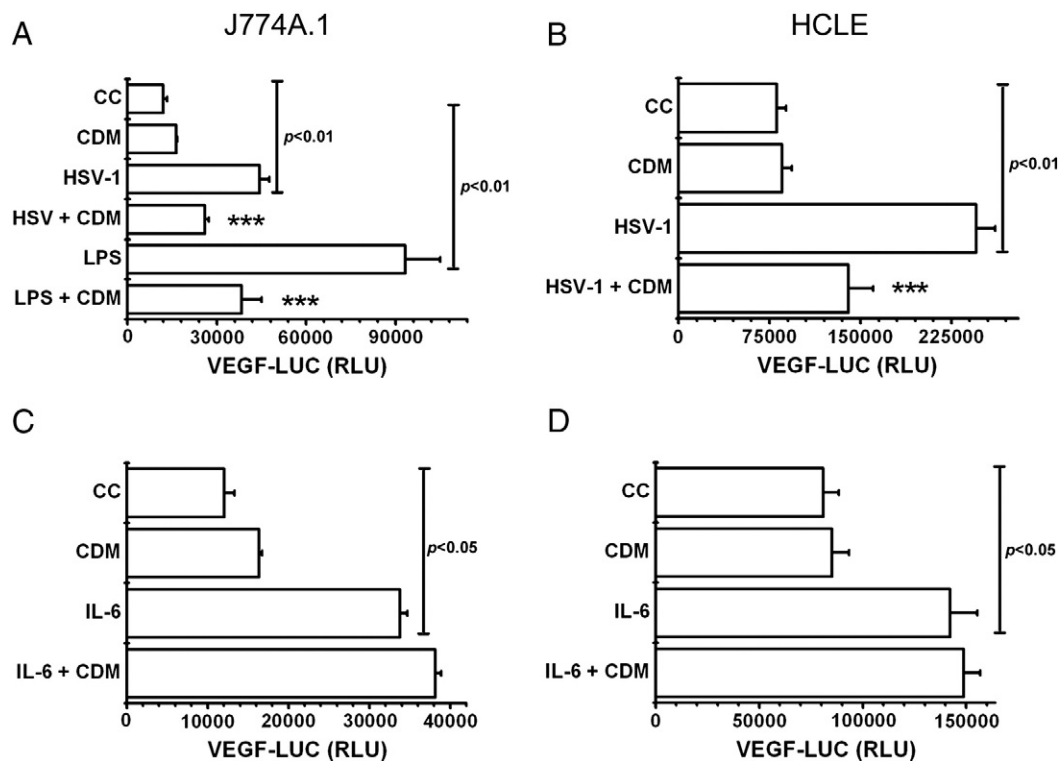 J774A.1
HCLE
A
CC
CDM
HSV-1
HSV + CDM
LPS
LPS + CDM
p<0.01
p<0.01
***
***
0 30000 60000 90000
VEGF-LUC (RLU)
B
CC
CDM
HSV-1
HSV-1 + CDM
p<0.01
***
0 75000 150000 225000
VEGF-LUC (RLU)
C
CC
CDM
IL-6
IL-6 + CDM
p<0.05
0 10000 20000 30000 40000
VEGF-LUC (RLU)
D
CC
CDM
IL-6
IL-6 + CDM
p<0.05
0 50000 100000 150000
VEGF-LUC (RLU)